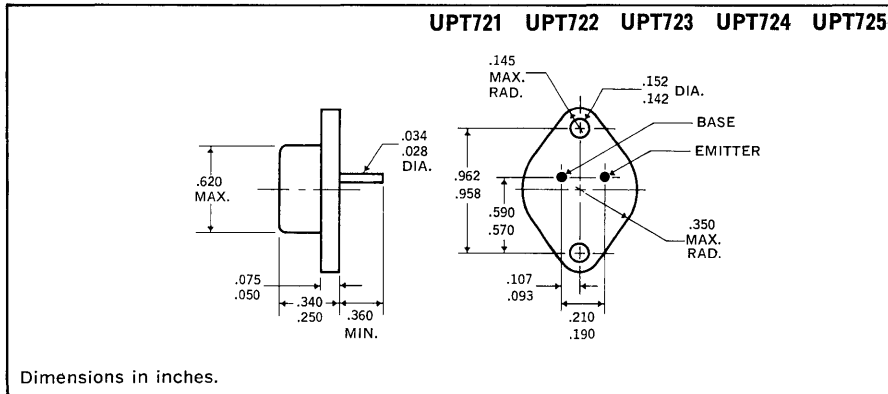 UPT721 UPT722 UPT723 UPT724 UPT725
.145
MAX.
RAD.
.152
.142 DIA.
BASE
EMITTER
.034
.028
DIA.
.620
MAX.
.962
.958
.590
.570
.350
MAX.
RAD.
.075
.050
.340
.250
.360
MIN.
.107
.093
.210
.190
Dimensions in inches.